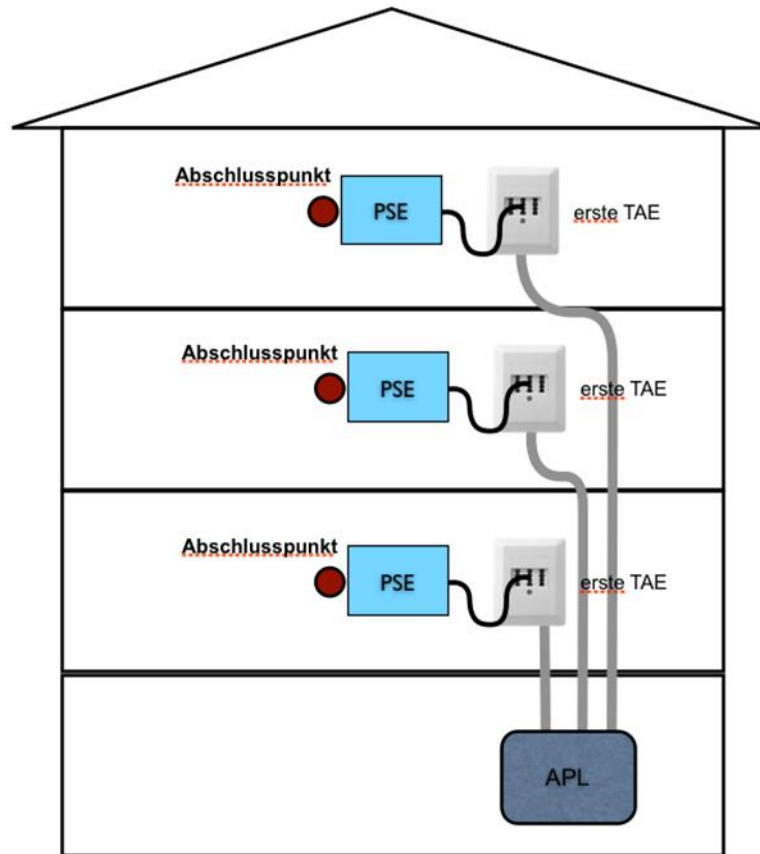 Abschlusspunkt
PSE
erste TAE
Abschlusspunkt
PSE
erste TAE
Abschlusspunkt
PSE
erste TAE
APL